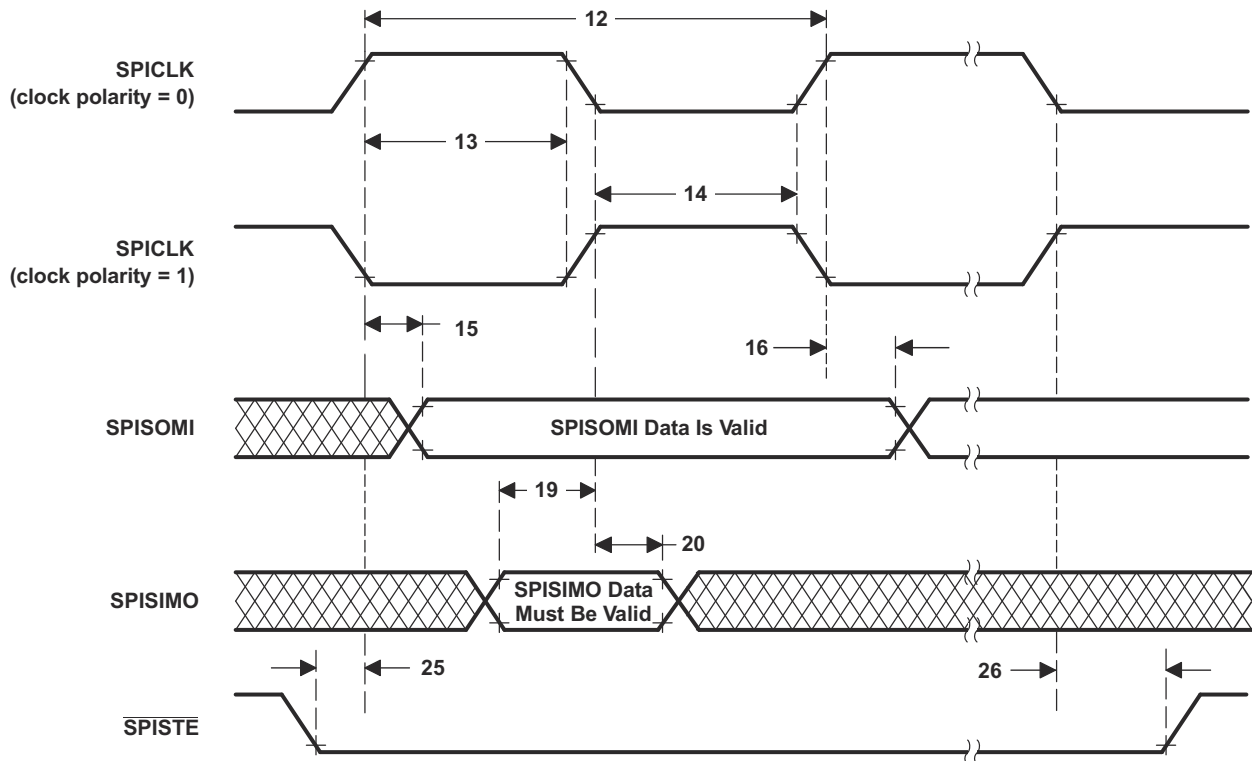 12
SPICLK
(clock polarity = 0)
13
14
SPICLK
(clock polarity = 1)
15
16
SPISOMI
SPISOMI Data Is Valid
19
20
SPISIMO
SPISIMO Data
Must Be Valid
25
26
SPISTE